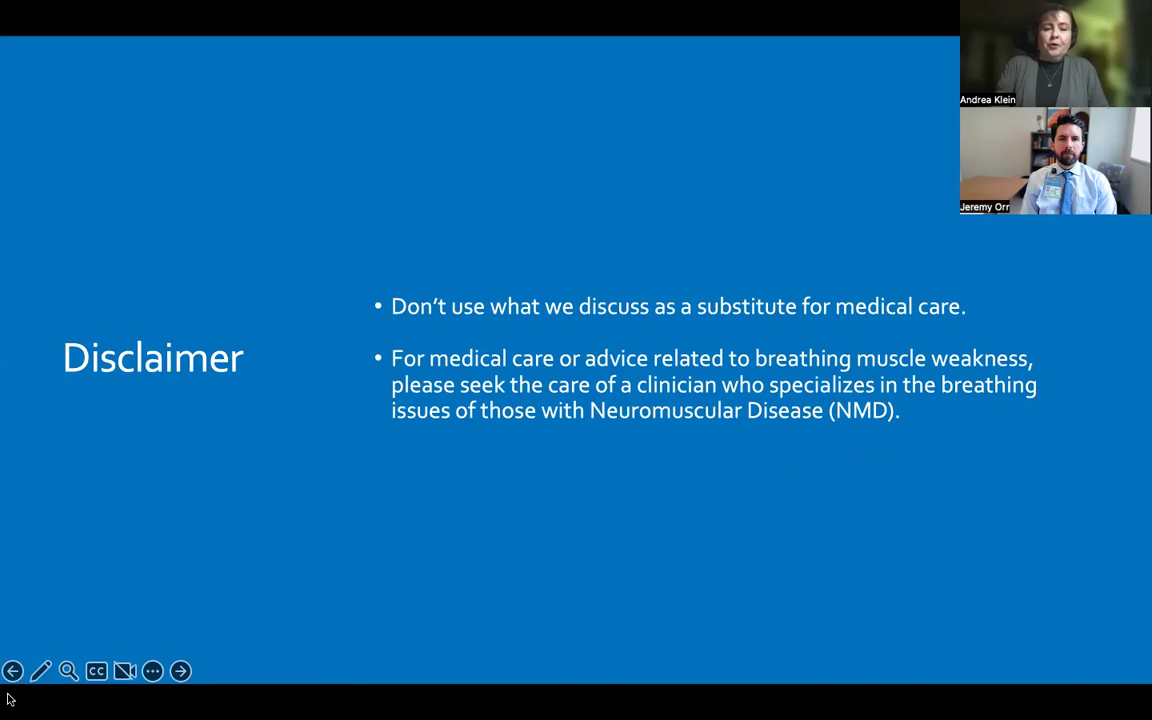 Andrea Klein
Jeremy Orr
Disclaimer
• Don’t use what we discuss as a substitute for medical care.
• For medical care or advice related to breathing muscle weakness,
please seek the care of a clinician who specializes in the breathing
issues of those with Neuromuscular Disease (NMD).
CC